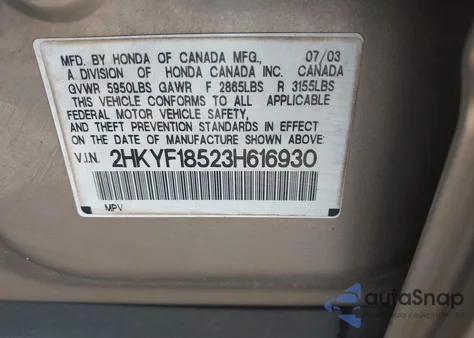 MFD. BY HONDA OF CANADA MFG., 07/03
A DIVISION OF HONDA CANADA INC. CANADA
GVWR 5950LBS GAWR F 2865LBS R 3155LBS
THIS VEHICLE CONFORMS TO ALL APPLICABLE
FEDERAL MOTOR VEHICLE SAFETY,
AND THEFT PREVENTION STANDARDS IN EFFECT
ON THE DATE OF MANUFACTURE SHOWN ABOVE.
V.I.N. 2HKYF18523H616930
MPV
autoSnap